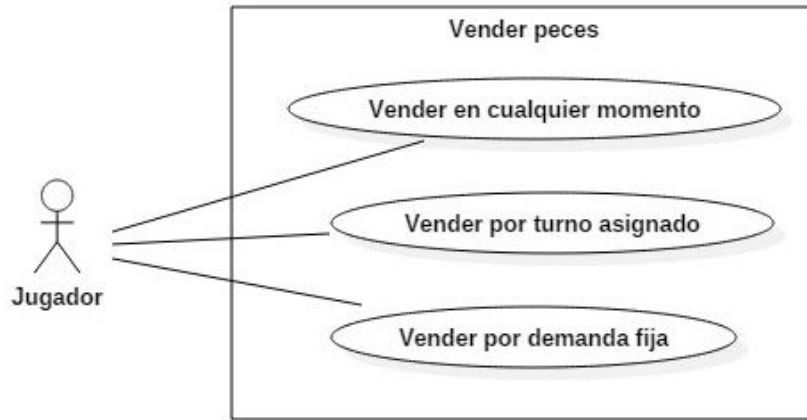 Vender peces
Vender en cualquier momento
Vender por turno asignado
Jugador
Vender por demanda fija